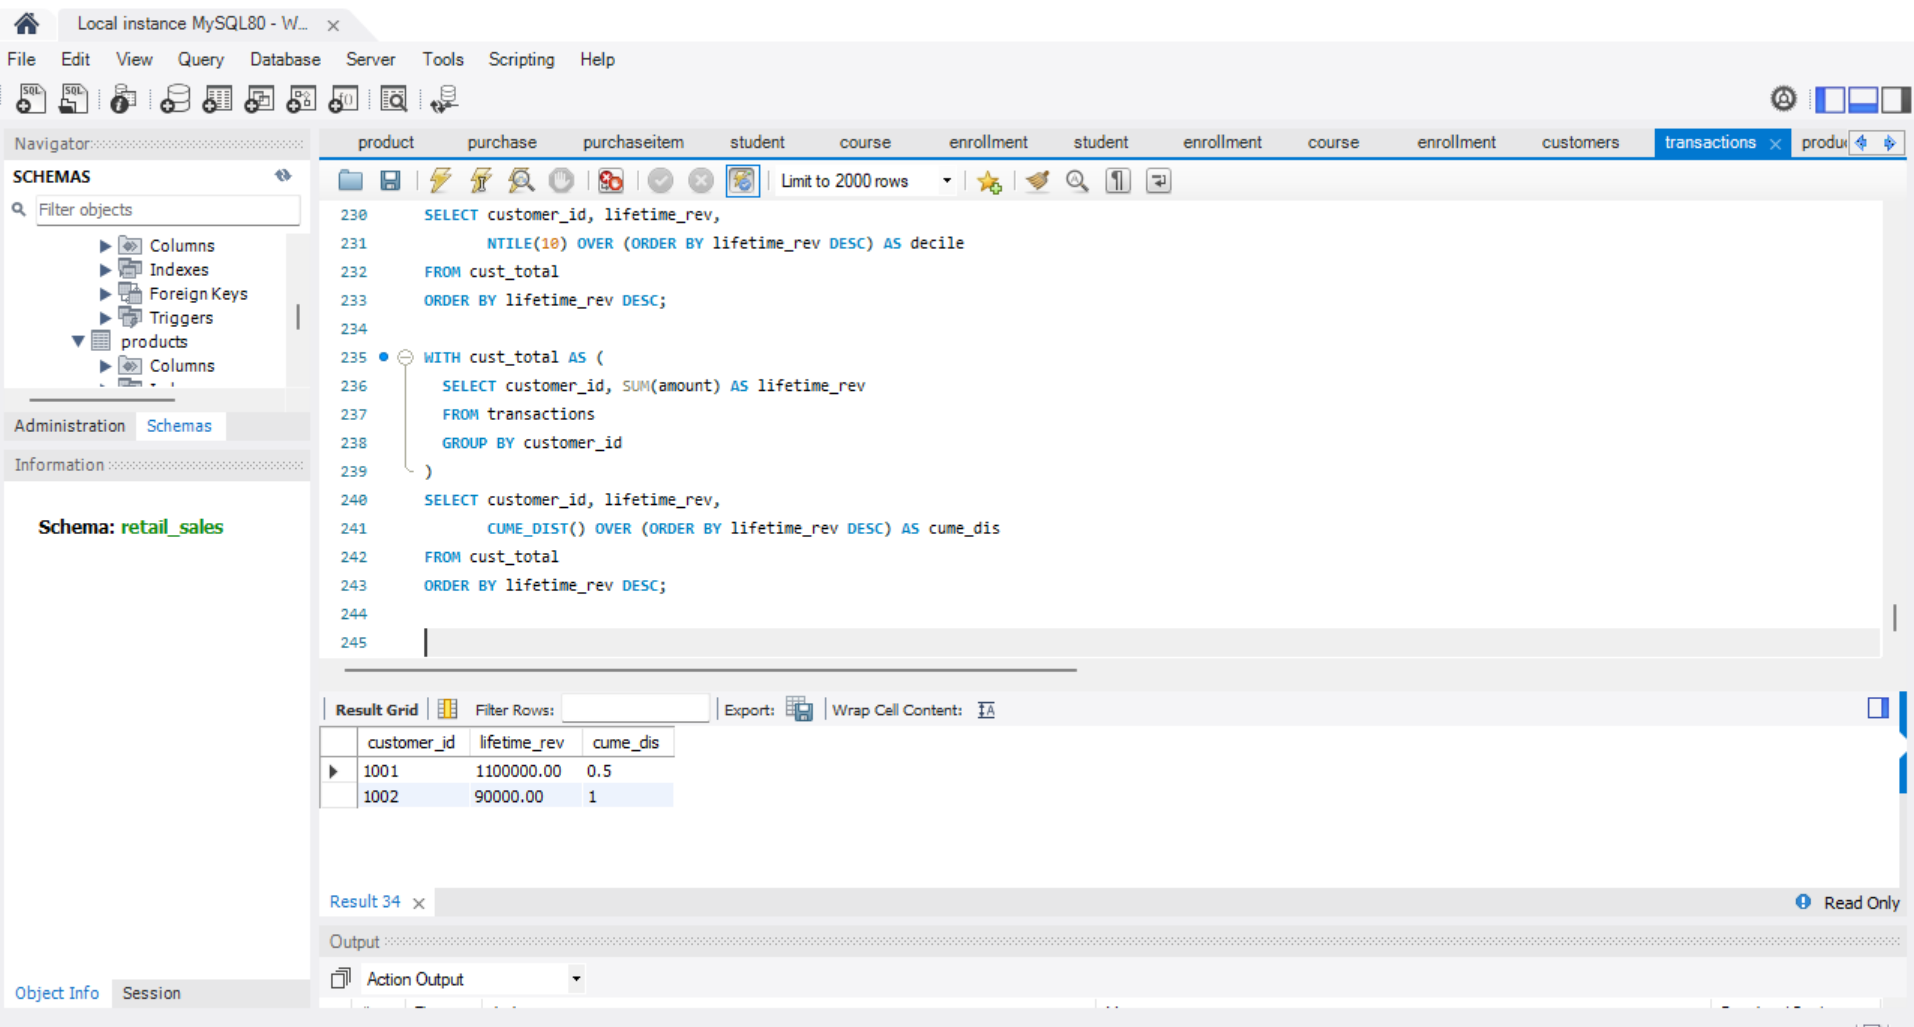 Local instance MySQL80 - W...
File Edit View Query Database Server Tools Scripting Help
Navigator
product purchase purchaseitem student course enrollment student enrollment course enrollment customers transactions
SCHEMAS
Limit to 2000 rows
Filter objects
Columns
Indexes
Foreign Keys
Triggers
products
Columns
Administration Schemas
Information
Schema: retail_sales
Object Info Session
230 SELECT customer_id, lifetime_rev,
231 NTILE(10) OVER (ORDER BY lifetime_rev DESC) AS decile
232 FROM cust_total
233 ORDER BY lifetime_rev DESC;
234
235 WITH cust_total AS (
236 SELECT customer_id, SUM(amount) AS lifetime_rev
237 FROM transactions
238 GROUP BY customer_id
239 )
240 SELECT customer_id, lifetime_rev,
241 CUME_DIST() OVER (ORDER BY lifetime_rev DESC) AS cume_dis
242 FROM cust_total
243 ORDER BY lifetime_rev DESC;
244
245
Result Grid Filter Rows: Export: Wrap Cell Content:
customer_id lifetime_rev cume_dis
1001 1100000.00 0.5
1002 90000.00 1
Result 34 Read Only
Output
Action Output